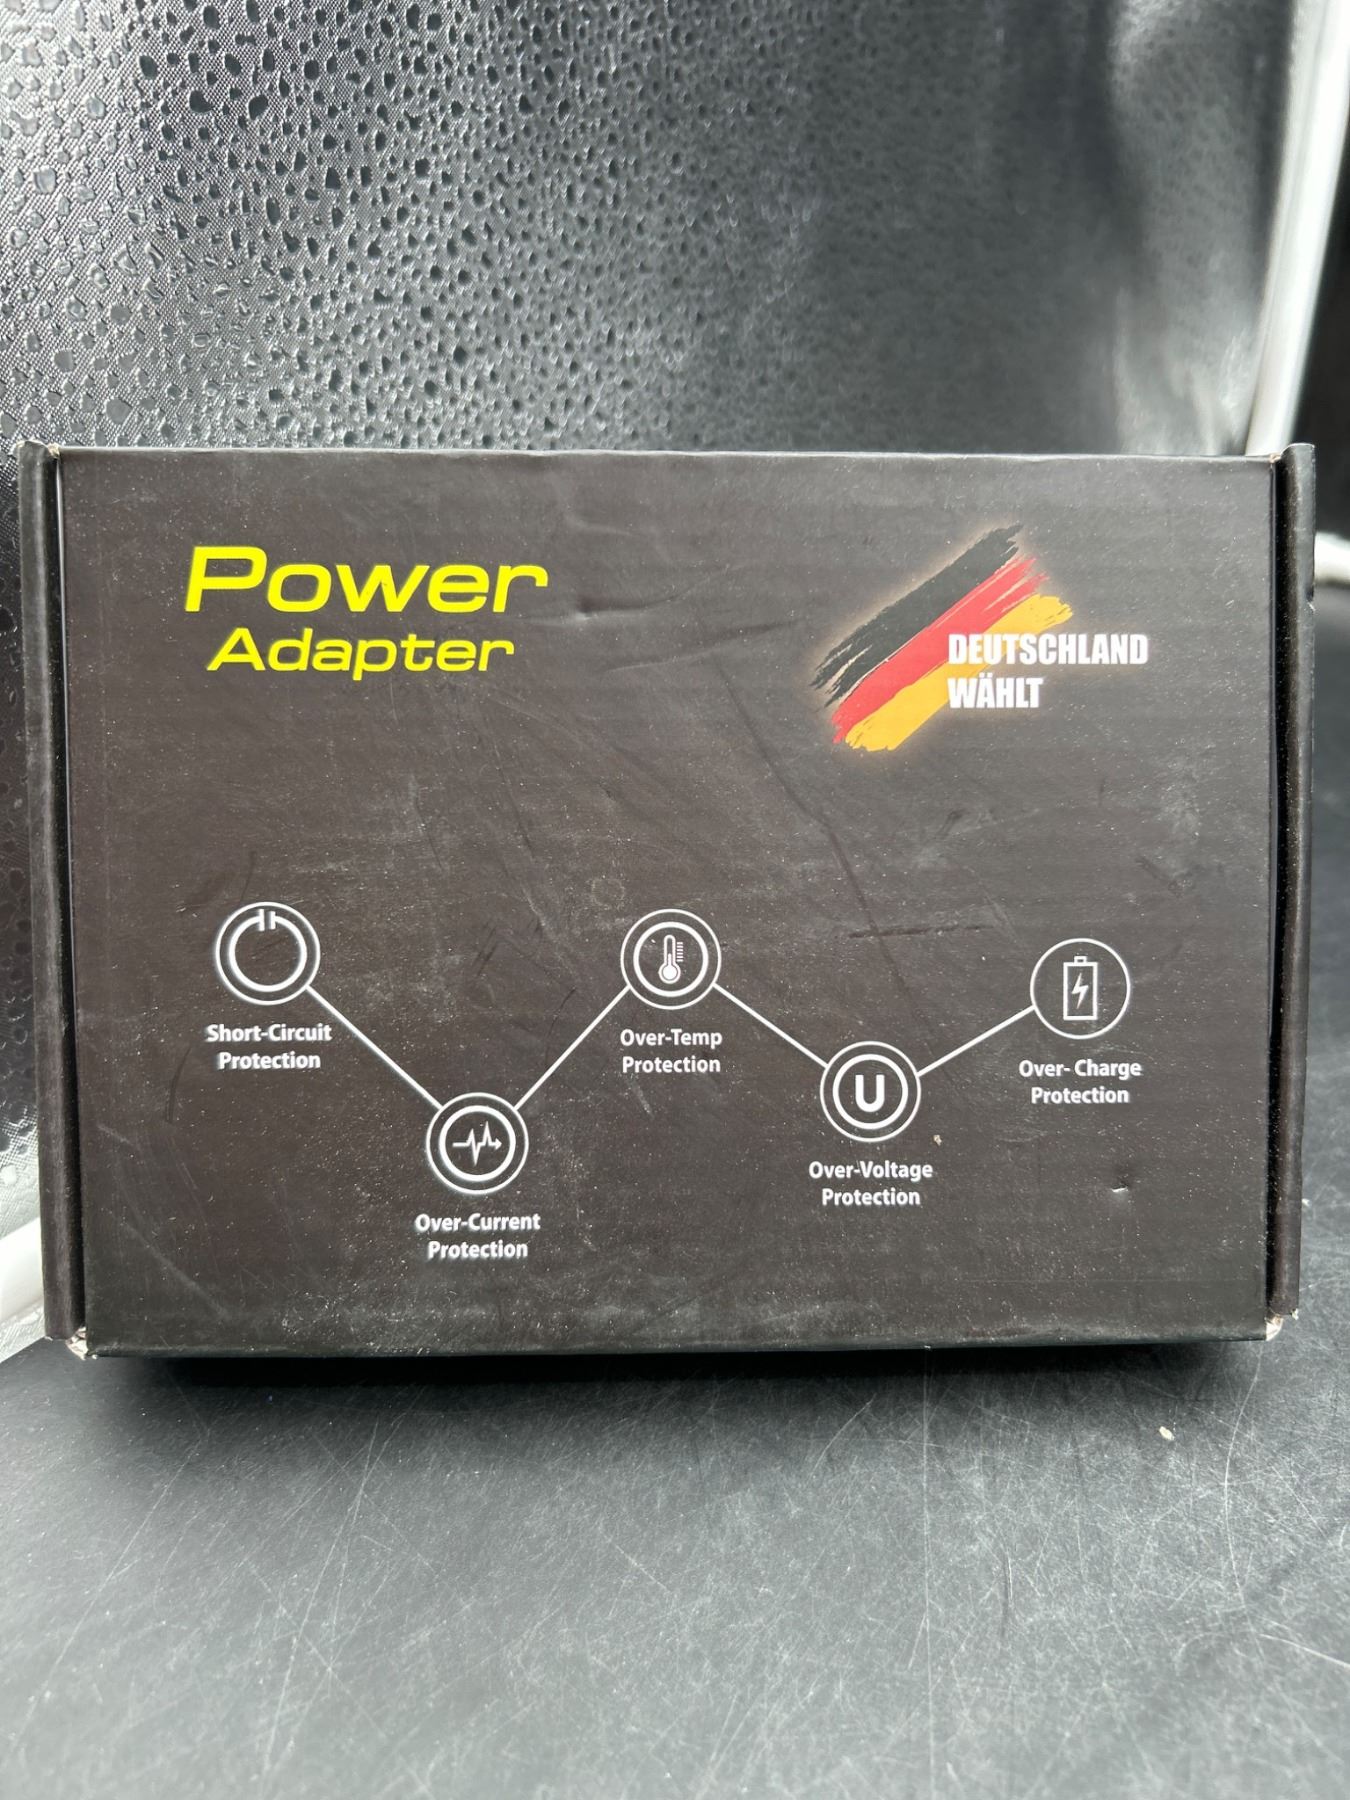 Power
Adapter
DEUTSCHLAND
WÄHLT
Short-Circuit
Protection
Over-Current
Protection
Over-Temp
Protection
U
Over-Voltage
Protection
Over- Charge
Protection